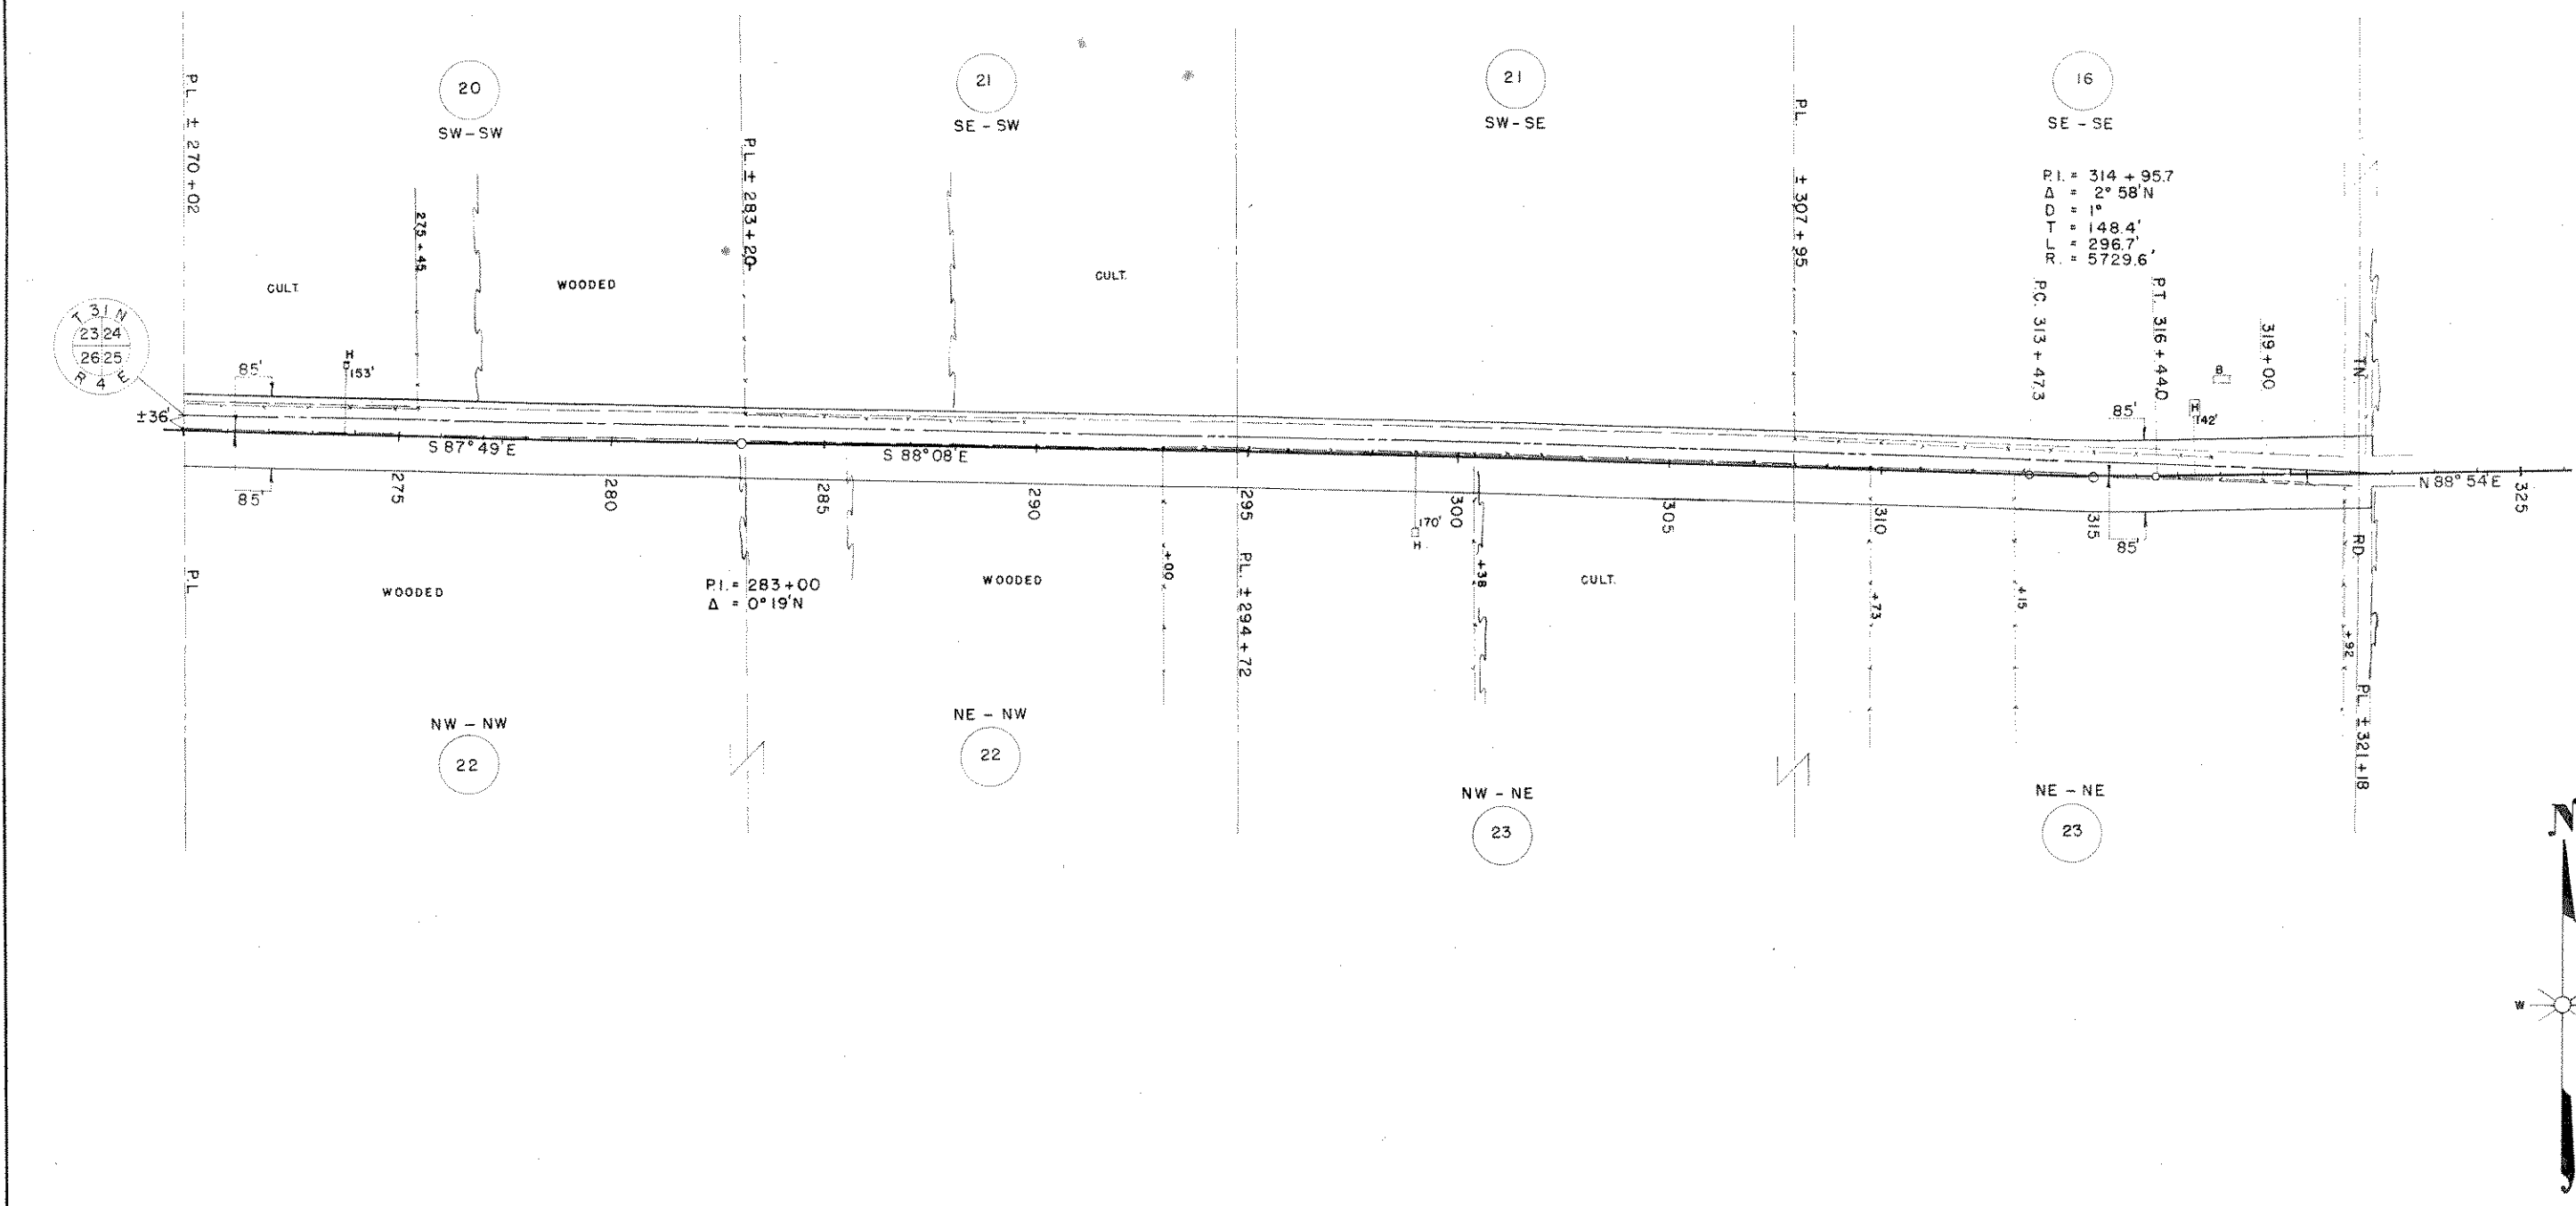 20
SW-SW
21
SE - SW
21
SW-SE
16
SE - SE
P.L. ± 270+02
P.L. ± 283+20
P.L. ± 307+95
P.I. = 314 + 95.7
Δ = 2° 58'N
D = 1°
T = 148.4'
L = 296.7'
R. = 5729.6'
275 + 45
CULT.
WOODED
CULT.
P.C. 313 + 47.3
P.T. 316 + 44.0
319+00
T 31 N
23 24
26 25
R 4 E
85'
H
153'
B
H
142'
85'
TN.
±36'
S 87°49'E
S 88°08'E
N 88°54'E
85'
275
280
285
290
295
300
305
310
315
325
170'
H
85'
RD.
P.L.
WOODED
P.I. = 283+00
Δ = 0°19'N
WOODED
+00
P.L. ± 294+72
+38
CULT.
+73
+15
+92
P.L. ± 321+18
NW - NW
22
NE - NW
22
NW - NE
23
NE - NE
23
N
W